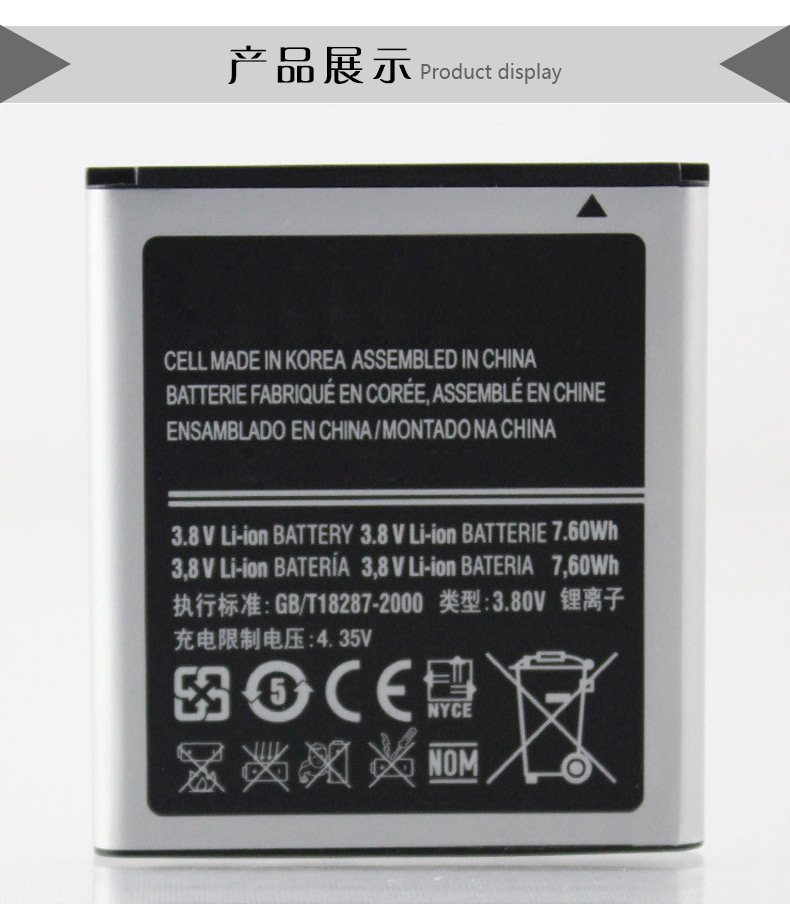 产品展示 Product display
CELL MADE IN KOREA ASSEMBLED IN CHINA
BATTERIE FABRIQUÉ EN CORÉE, ASSEMBLÉ EN CHINE
ENSAMBLADO EN CHINA / MONTADO NA CHINA
3.8 V Li-ion BATTERY 3.8 V Li-ion BATTERIE 7.60Wh
3,8 V Li-ion BATERÍA 3,8 V Li-ion BATERIA 7,60Wh
执行标准: GB/T18287-2000 类型: 3.80V 锂离子
充电限制电压: 4. 35V
5 CE NYCE
NOM